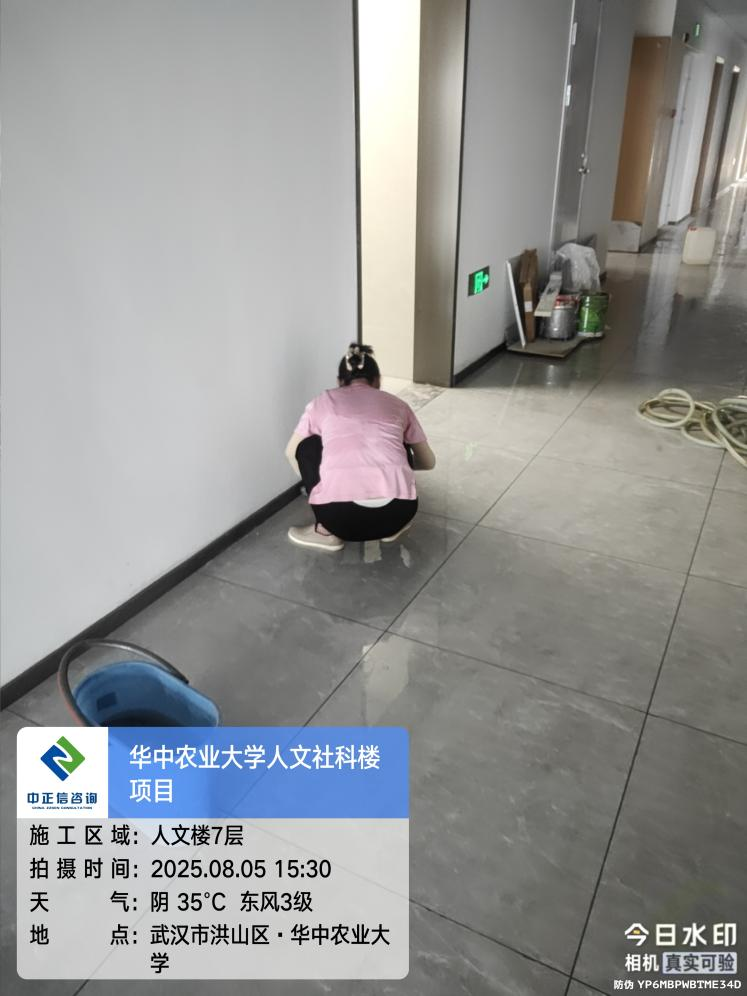 中正信咨询
CHINA ZZXIN CONSULTATION
华中农业大学人文社科楼
项目
施工区域：人文楼7层
拍摄时间：2025.08.05 15:30
天气：阴 35°C 东风3级
地点：武汉市洪山区·华中农业大
学
今日水印
相机 真实可验
防伪 YP6MBPWBTME34D